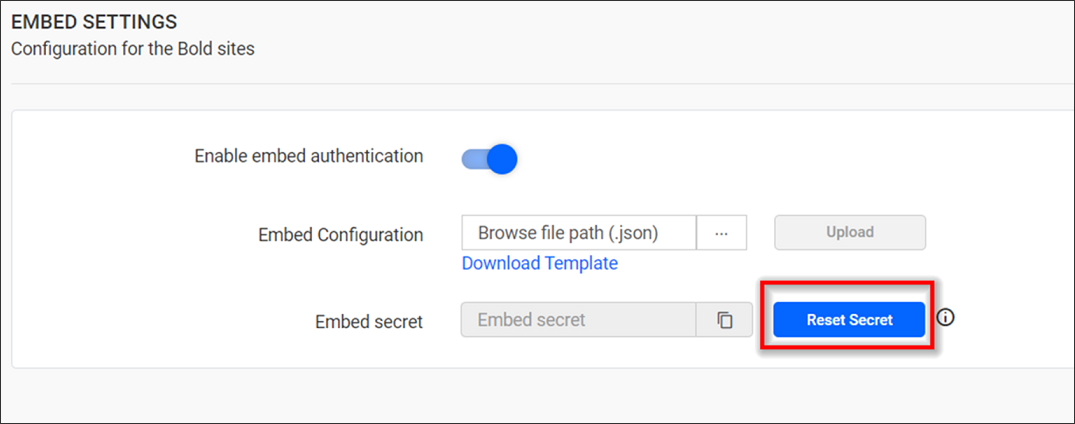 EMBED SETTINGS
Configuration for the Bold sites
Enable embed authentication
Embed Configuration Browse file path (.json) ... Upload
Download Template
Embed secret Embed secret Reset Secret